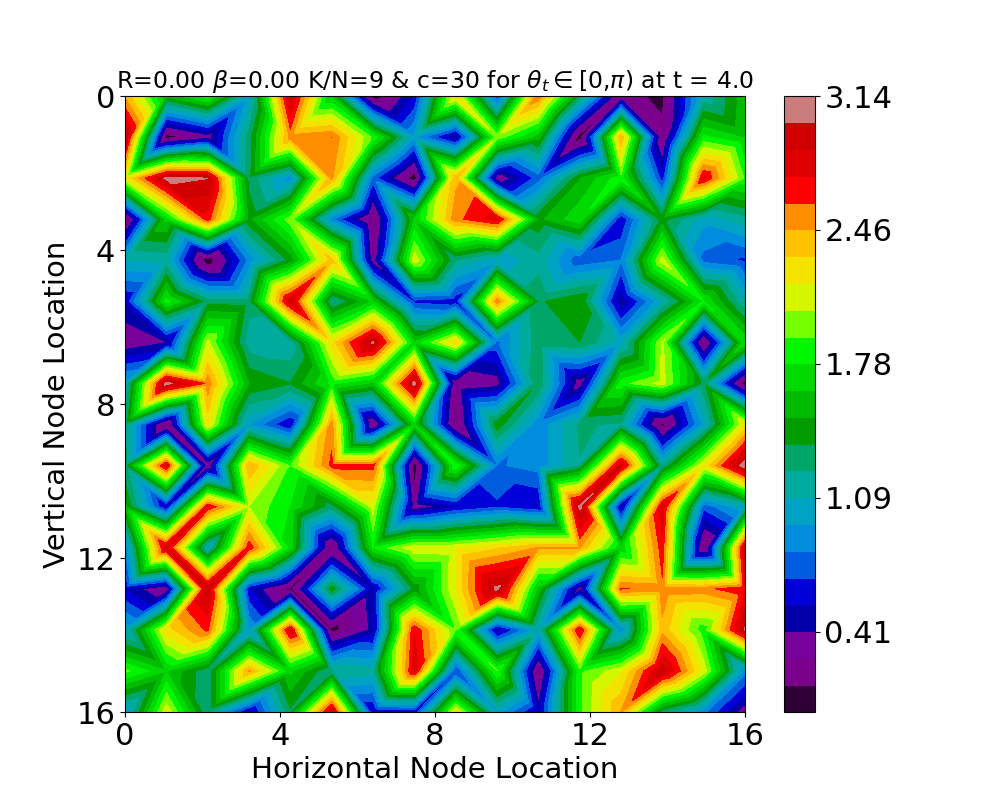 R=0.00 β=0.00 K/N=9 & c=30 for θₜ∈[0,π) at t = 4.0
0
4
8
12
16
Vertical Node Location
0 4 8 12 16
Horizontal Node Location
3.14
2.46
1.78
1.09
0.41